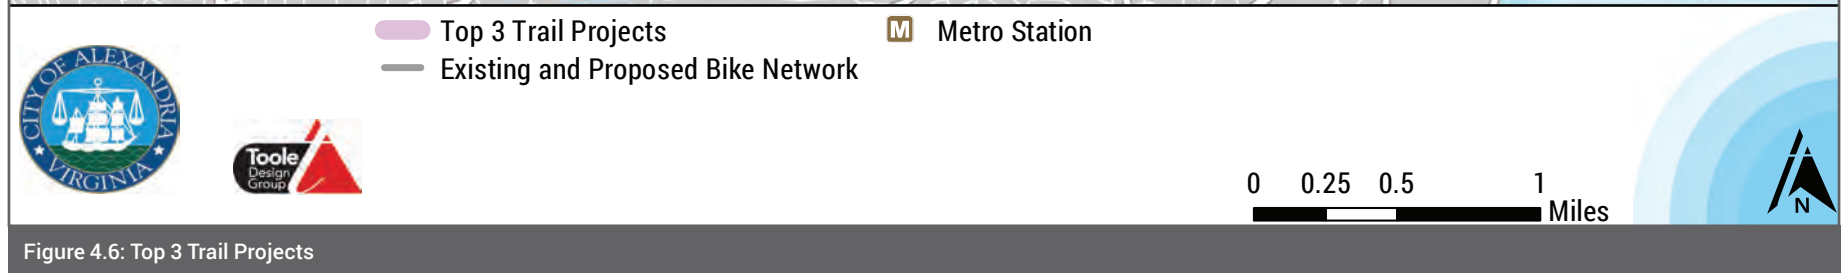 Top 3 Trail Projects
M Metro Station
Existing and Proposed Bike Network
CITY OF ALEXANDRIA
VIRGINIA
Toole
Design
Group
0 0.25 0.5 1
Miles
N
Figure 4.6: Top 3 Trail Projects